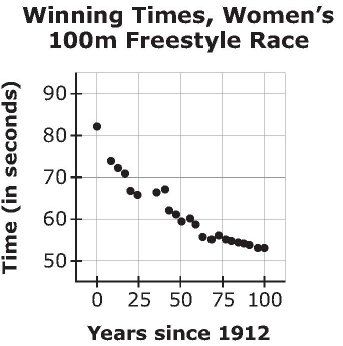 Winning Times, Women's
100m Freestyle Race
Time (in seconds)
90
80
70
60
50
0 25 50 75 100
Years since 1912